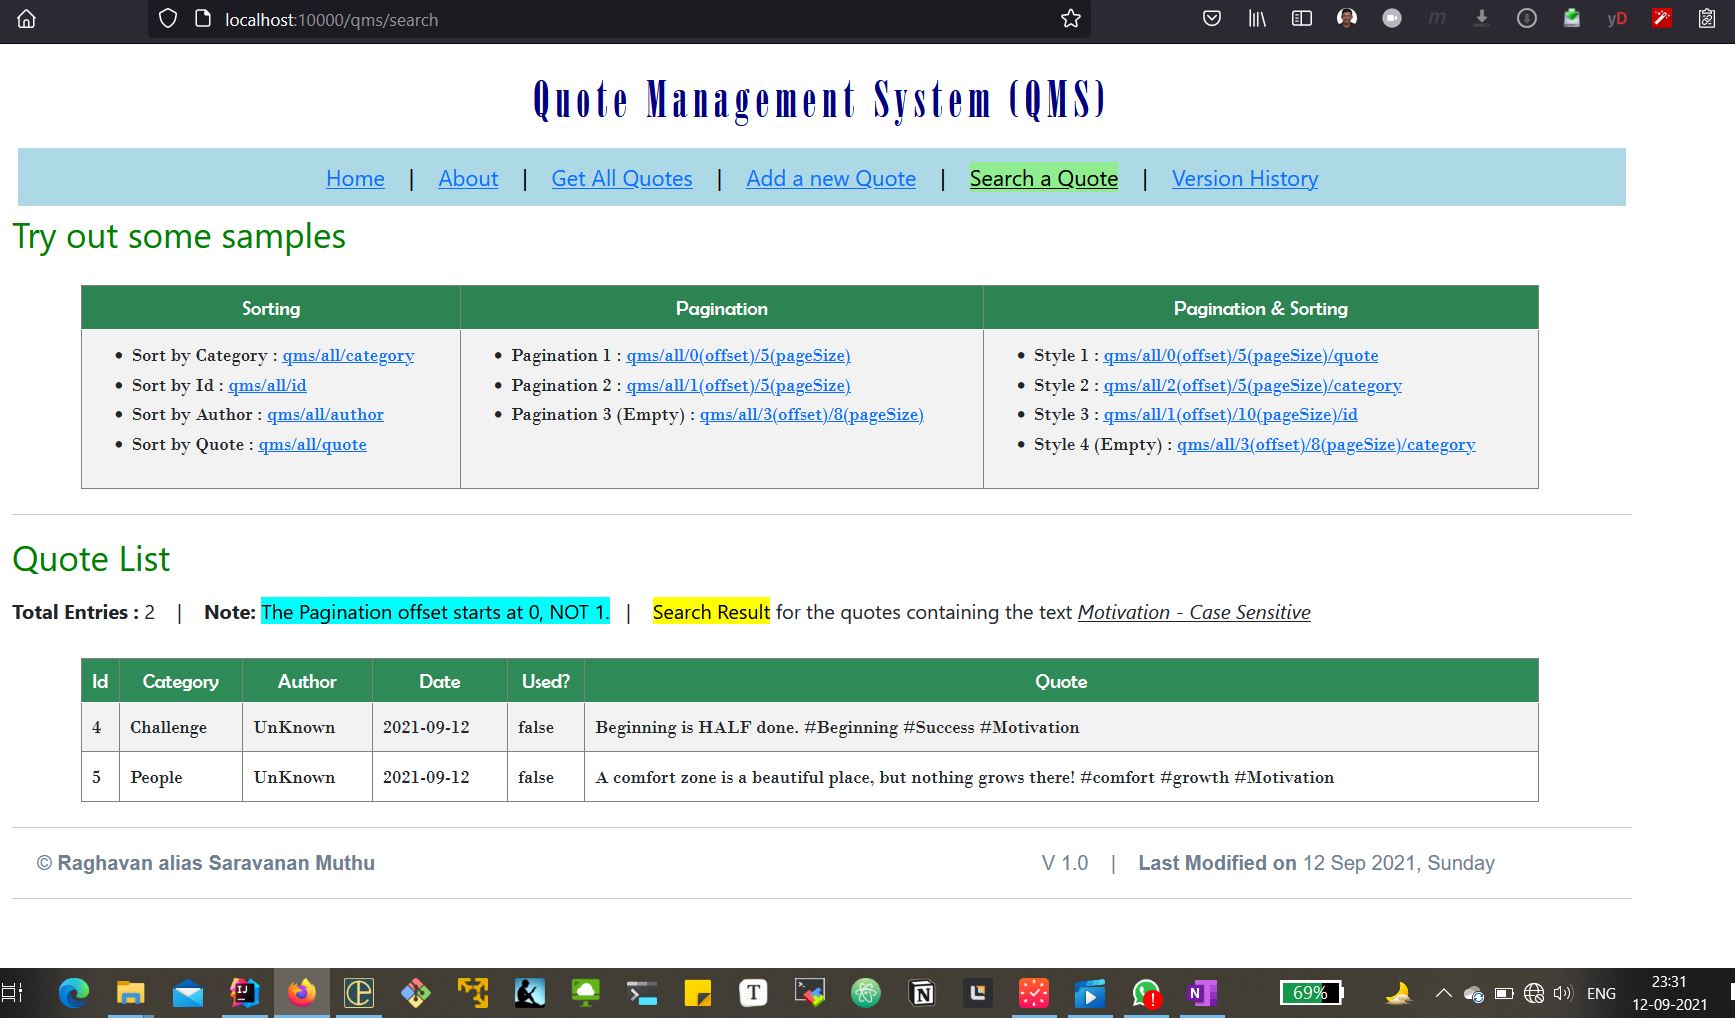 localhost:10000/qms/search
Quote Management System (QMS)
Home | About | Get All Quotes | Add a new Quote | Search a Quote | Version History
Try out some samples
Sorting Pagination Pagination & Sorting
• Sort by Category : qms/all/category • Pagination 1 : qms/all/0(offset)/5(pageSize) • Style 1 : qms/all/0(offset)/5(pageSize)/quote
• Sort by Id : qms/all/id • Pagination 2 : qms/all/1(offset)/5(pageSize) • Style 2 : qms/all/2(offset)/5(pageSize)/category
• Sort by Author : qms/all/author • Pagination 3 (Empty) : qms/all/3(offset)/8(pageSize) • Style 3 : qms/all/1(offset)/10(pageSize)/id
• Sort by Quote : qms/all/quote • Style 4 (Empty) : qms/all/3(offset)/8(pageSize)/category
Quote List
Total Entries : 2 | Note: The Pagination offset starts at 0, NOT 1. | Search Result for the quotes containing the text Motivation - Case Sensitive
Id Category Author Date Used? Quote
4 Challenge UnKnown 2021-09-12 false Beginning is HALF done. #Beginning #Success #Motivation
5 People UnKnown 2021-09-12 false A comfort zone is a beautiful place, but nothing grows there! #comfort #growth #Motivation
© Raghavan alias Saravanan Muthu V 1.0 | Last Modified on 12 Sep 2021, Sunday
69% ENG 23:31
12-09-2021